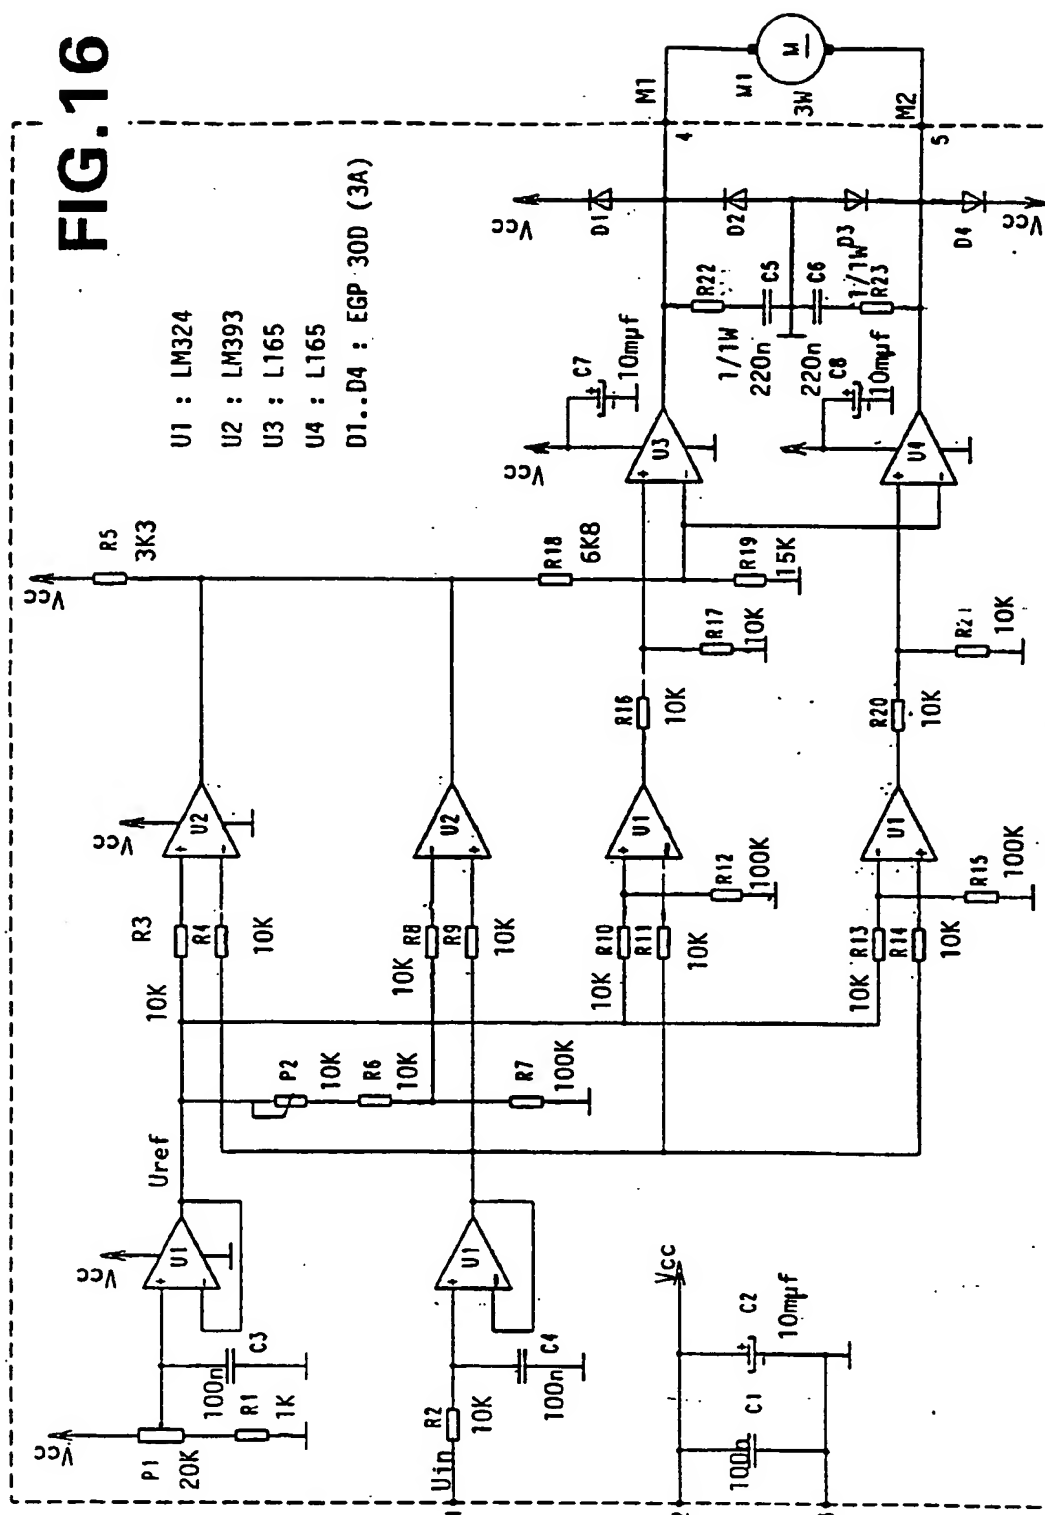 FIG.16
U1 : LM324
U2 : LM393
U3 : L165
U4 : L165
D1..D4 : EGP 30D (3A)
Vcc
R5
3K3
Vcc
U2
+
-
R3
10K
R4
10K
Uref
Vcc
U1
+
-
Vcc
P1
20K
100n
C3
R1
1K
P2
10K
R6
10K
R7
100K
R8
10K
R9
10K
U2
-
+
Uin
R2
10K
C4
100n
U1
+
-
R18
6K8
R19
15K
R10
10K
R11
10K
R12
100K
U1
+
-
R16
10K
R17
10K
R13
10K
R14
10K
R15
100K
U1
-
+
R20
10K
R21
10K
Vcc
C7
10mµf
U3
+
-
C8
10mµf
U4
+
-
R22
1/1W
C5
220n
C6
220n
1/1W
R23
Vcc
D1
D2
D3
D4
Vcc
M1
4
M2
5
M1
3W
M
Vcc
C1
100n
C2
10mµf